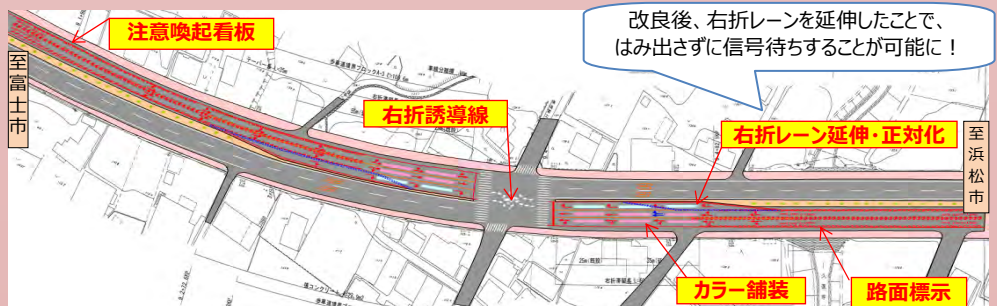 改良後、右折レーンを延伸したことで、
はみ出さずに信号待ちすることが可能に！
注意喚起看板
至富士市
右折誘導線
右折レーン延伸・正対化
至浜松市
カラー舗装
路面標示